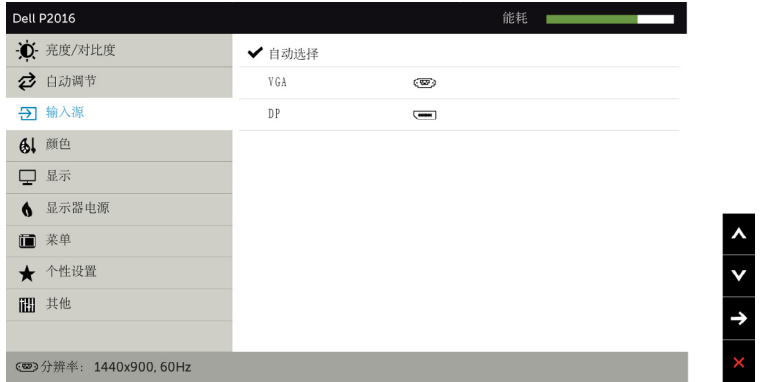 Dell P2016 能耗
亮度/对比度
自动调节
输入源
颜色
显示
显示器电源
菜单
个性设置
其他
自动选择
VGA
DP
分辨率: 1440x900, 60Hz